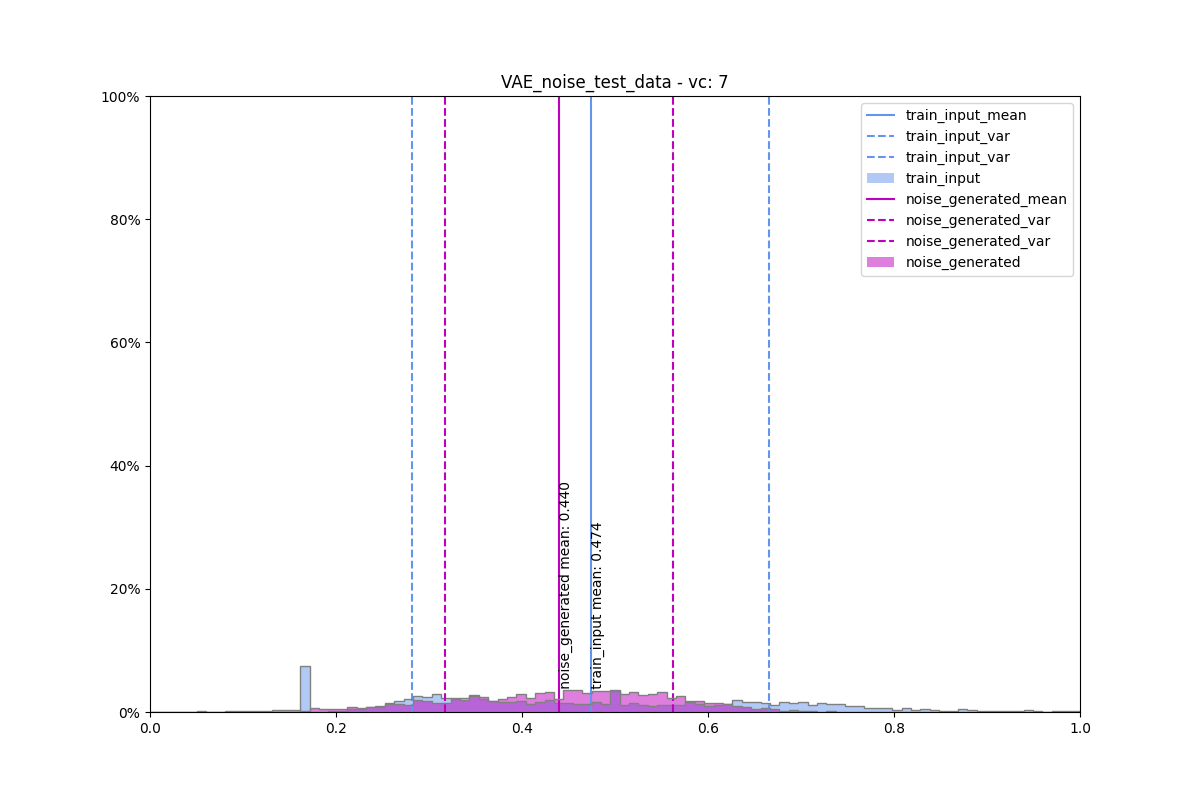 VAE_noise_test_data - vc: 7
100%
80%
60%
40%
20%
0%
train_input_mean
train_input_var
train_input_var
train_input
noise_generated_mean
noise_generated_var
noise_generated_var
noise_generated
noise_generated mean: 0.440
train_input mean: 0.474
0.0 0.2 0.4 0.6 0.8 1.0